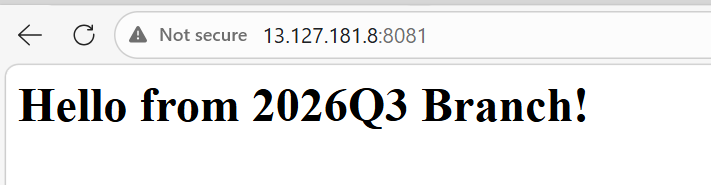 Not secure 13.127.181.8:8081
Hello from 2026Q3 Branch!